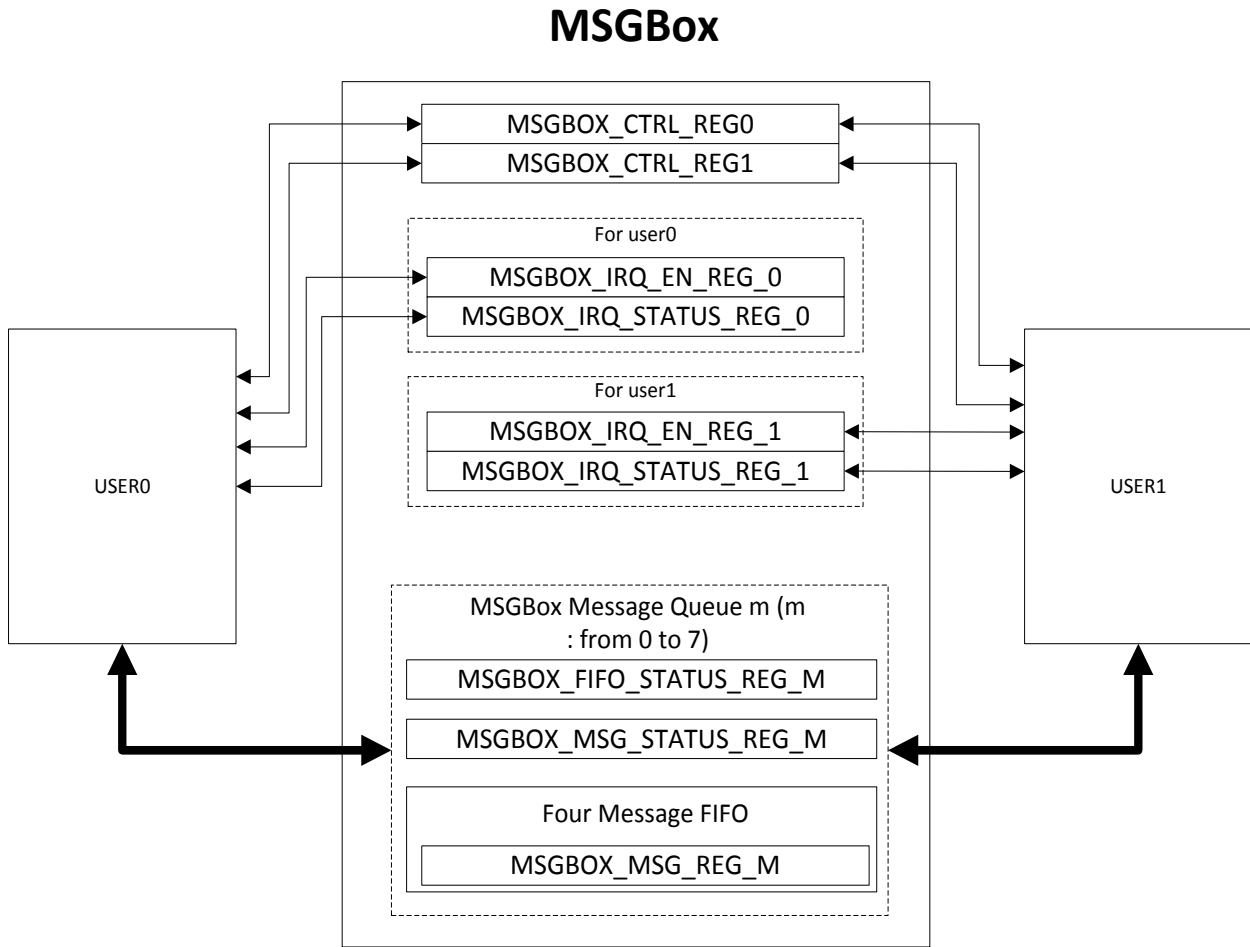 MSGBox
MSGBOX_CTRL_REG0
MSGBOX_CTRL_REG1
For user0
MSGBOX_IRQ_EN_REG_0
MSGBOX_IRQ_STATUS_REG_0
For user1
MSGBOX_IRQ_EN_REG_1
MSGBOX_IRQ_STATUS_REG_1
USER0
USER1
MSGBox Message Queue m (m
: from 0 to 7)
MSGBOX_FIFO_STATUS_REG_M
MSGBOX_MSG_STATUS_REG_M
Four Message FIFO
MSGBOX_MSG_REG_M